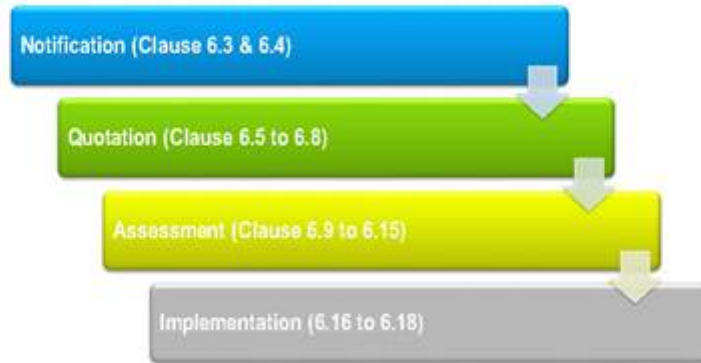 Notification (Clause 6.3 & 6.4)
Quotation (Clause 6.5 to 6.8)
Assessment (Clause 6.9 to 6.15)
Implementation (6.16 to 6.18)